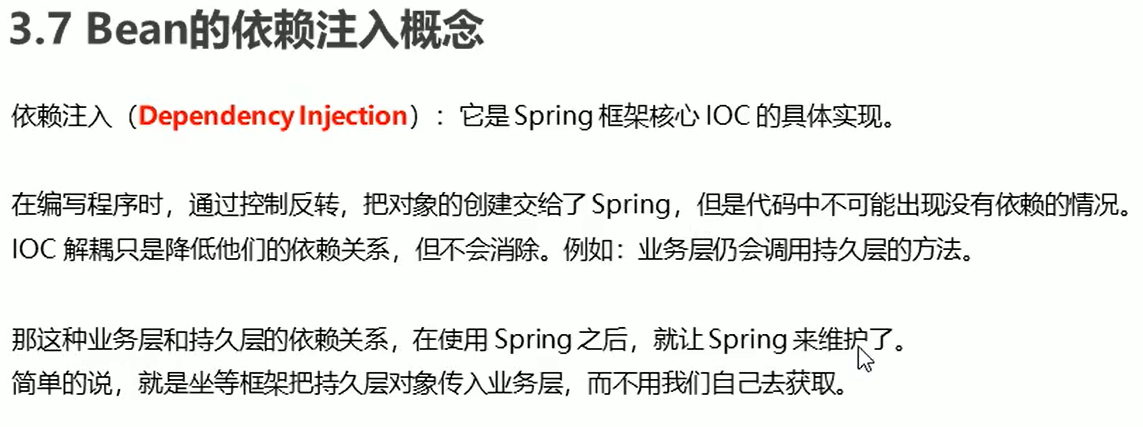 3.7 Bean的依赖注入概念
依赖注入（Dependency Injection）：它是 Spring 框架核心 IOC 的具体实现。
在编写程序时，通过控制反转，把对象的创建交给了 Spring，但是代码中不可能出现没有依赖的情况。
IOC 解耦只是降低他们的依赖关系，但不会消除。例如：业务层仍会调用持久层的方法。
那这种业务层和持久层的依赖关系，在使用 Spring 之后，就让 Spring 来维护了。
简单的说，就是坐等框架把持久层对象传入业务层，而不用我们自己去获取。